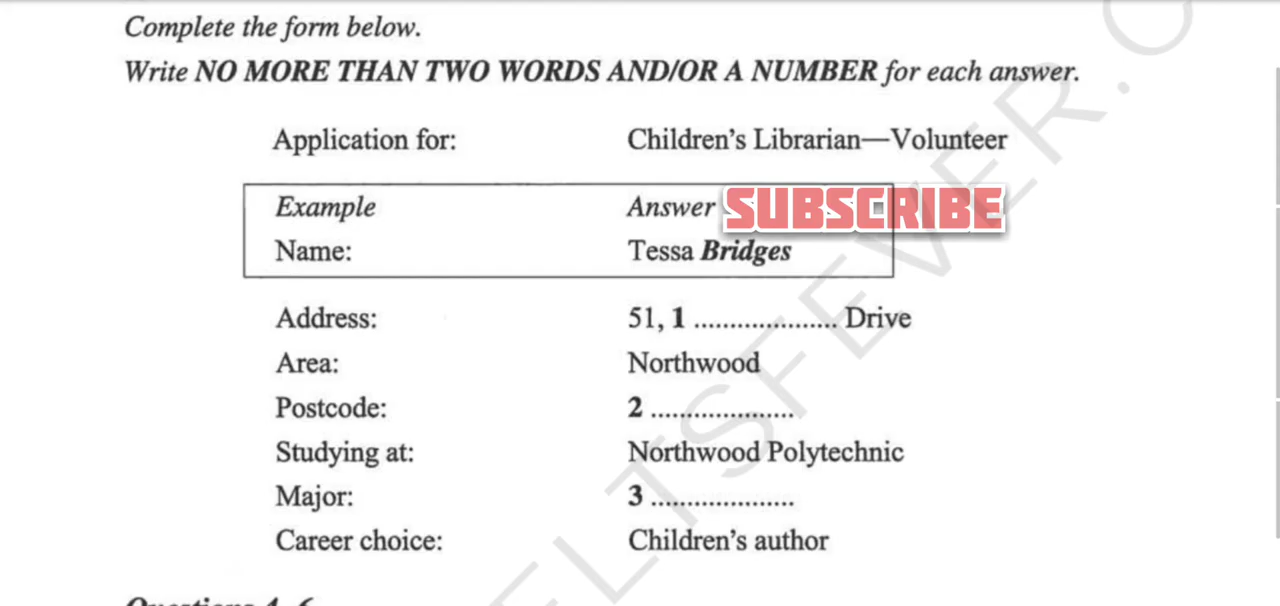 Complete the form below.
Write NO MORE THAN TWO WORDS AND/OR A NUMBER for each answer.
Application for: Children's Librarian—Volunteer
Example Answer SUBSCRIBE
Name: Tessa Bridges
Address: 51, 1 .................... Drive
Area: Northwood
Postcode: 2 ....................
Studying at: Northwood Polytechnic
Major: 3 ....................
Career choice: Children's author
IELTSFEVER.C